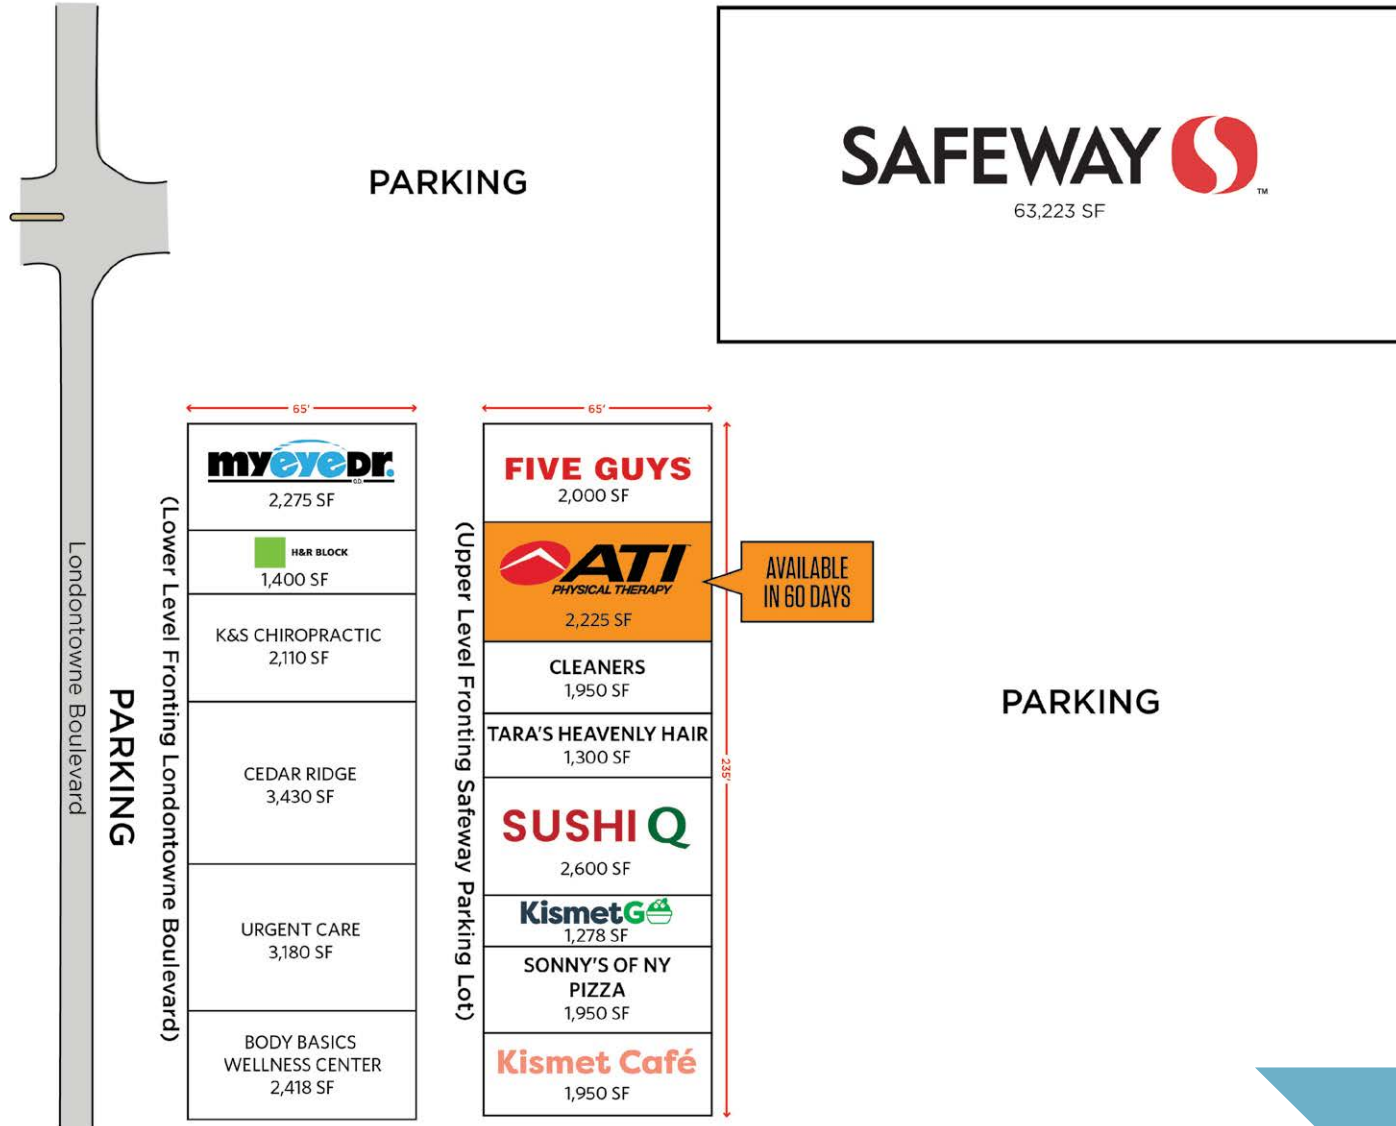 SAFEWAY
TM
63,223 SF
PARKING
Londontowne Boulevard
PARKING
(Lower Level Fronting Londontowne Boulevard)
65'
myeyeDr.
O.D.
2,275 SF
H&R BLOCK
1,400 SF
K&S CHIROPRACTIC
2,110 SF
CEDAR RIDGE
3,430 SF
URGENT CARE
3,180 SF
BODY BASICS
WELLNESS CENTER
2,418 SF
(Upper Level Fronting Safeway Parking Lot)
65'
FIVE GUYS
2,000 SF
ATI
PHYSICAL THERAPY
2,225 SF
CLEANERS
1,950 SF
TARA'S HEAVENLY HAIR
1,300 SF
SUSHI Q
2,600 SF
KismetGO
1,278 SF
SONNY'S OF NY
PIZZA
1,950 SF
Kismet Café
1,950 SF
235'
AVAILABLE
IN 60 DAYS
PARKING